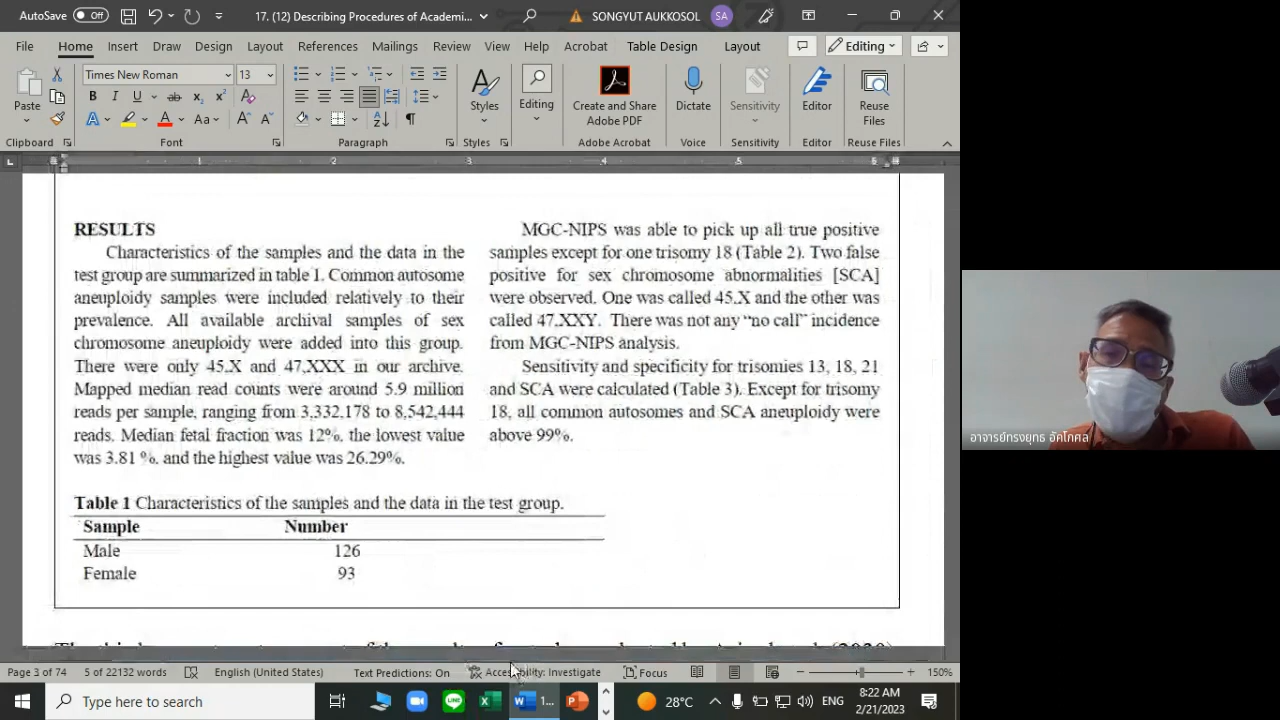 AutoSave Off 17. (12) Describing Procedures of Academi... SONGYUT AUKKOSOL SA
File Home Insert Draw Design Layout References Mailings Review View Help Acrobat Table Design Layout Editing
Times New Roman 13
Paste Styles Editing Create and Share Adobe PDF Dictate Sensitivity Editor Reuse Files
Clipboard Font Paragraph Styles Adobe Acrobat Voice Sensitivity Editor Reuse Files
RESULTS
Characteristics of the samples and the data in the
test group are summarized in table 1. Common autosome
aneuploidy samples were included relatively to their
prevalence. All available archival samples of sex
chromosome aneuploidy were added into this group.
There were only 45,X and 47,XXX in our archive.
Mapped median read counts were around 5.9 million
reads per sample, ranging from 3,332,178 to 8,542,444
reads. Median fetal fraction was 12%, the lowest value
was 3.81 %, and the highest value was 26.29%.
MGC-NIPS was able to pick up all true positive
samples except for one trisomy 18 (Table 2). Two false
positive for sex chromosome abnormalities [SCA]
were observed. One was called 45,X and the other was
called 47,XXY. There was not any “no call” incidence
from MGC-NIPS analysis.
Sensitivity and specificity for trisomies 13, 18, 21
and SCA were calculated (Table 3). Except for trisomy
18, all common autosomes and SCA aneuploidy were
above 99%.
Table 1 Characteristics of the samples and the data in the test group.
Sample Number
Male 126
Female 93
อาจารย์ทรงยุทธ อัคโกศล
Page 3 of 74 5 of 22132 words English (United States) Text Predictions: On Accessibility: Investigate Focus 150%
Type here to search 1... 28°C ENG 8:22 AM
2/21/2023